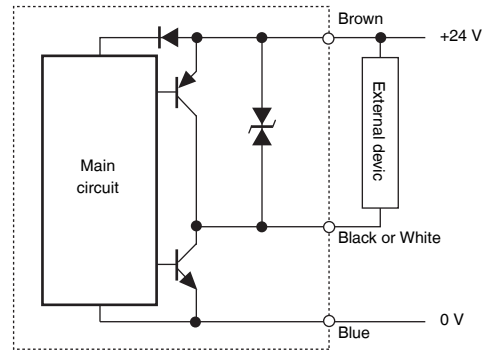 Brown
+24 V
External devic
Main
circuit
Black or White
0 V
Blue